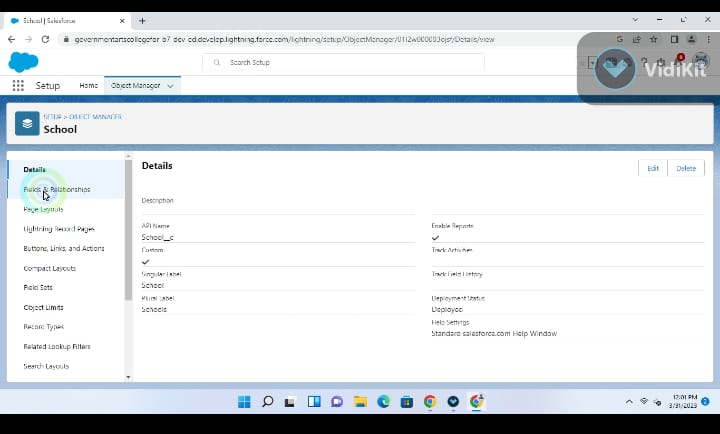 School | Salesforce
governmentartscollegefor-b7-dev-ed.develop.lightning.force.com/lightning/setup/ObjectManager/01I2w000003ojsf/Details/view
Search Setup
VidiKit
Setup
Home
Object Manager
SETUP > OBJECT MANAGER
School
Details
Fields & Relationships
Page Layouts
Lightning Record Pages
Buttons, Links, and Actions
Compact Layouts
Field Sets
Object Limits
Record Types
Related Lookup Filters
Search Layouts
Details
Edit
Delete
Description
API Name
School__c
Custom
Singular Label
School
Plural Label
Schools
Enable Reports
Track Activities
Track Field History
Deployment Status
Deployed
Help Settings
Standard salesforce.com Help Window
12:01 PM
3/31/2023